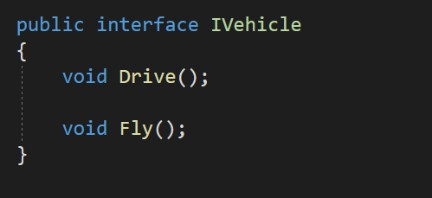 public interface IVehicle
{
void Drive();
void Fly();
}